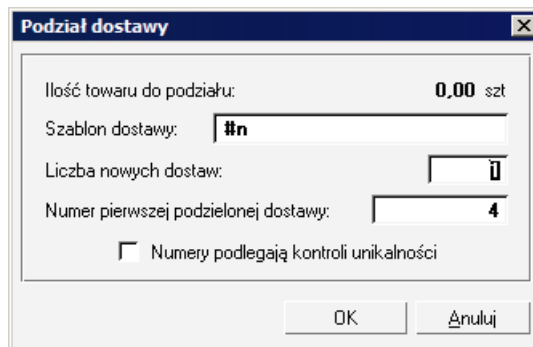 Podział dostawy
Ilość towaru do podziału: 0,00 szt
Szablon dostawy: #n
Liczba nowych dostaw:
Numer pierwszej podzielonej dostawy: 4
Numery podlegają kontroli unikalności
OK Anuluj